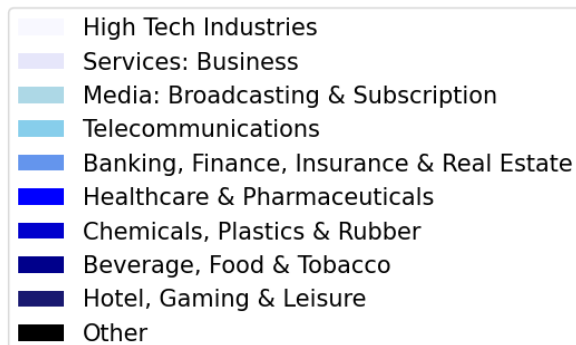 High Tech Industries
Services: Business
Media: Broadcasting & Subscription
Telecommunications
Banking, Finance, Insurance & Real Estate
Healthcare & Pharmaceuticals
Chemicals, Plastics & Rubber
Beverage, Food & Tobacco
Hotel, Gaming & Leisure
Other